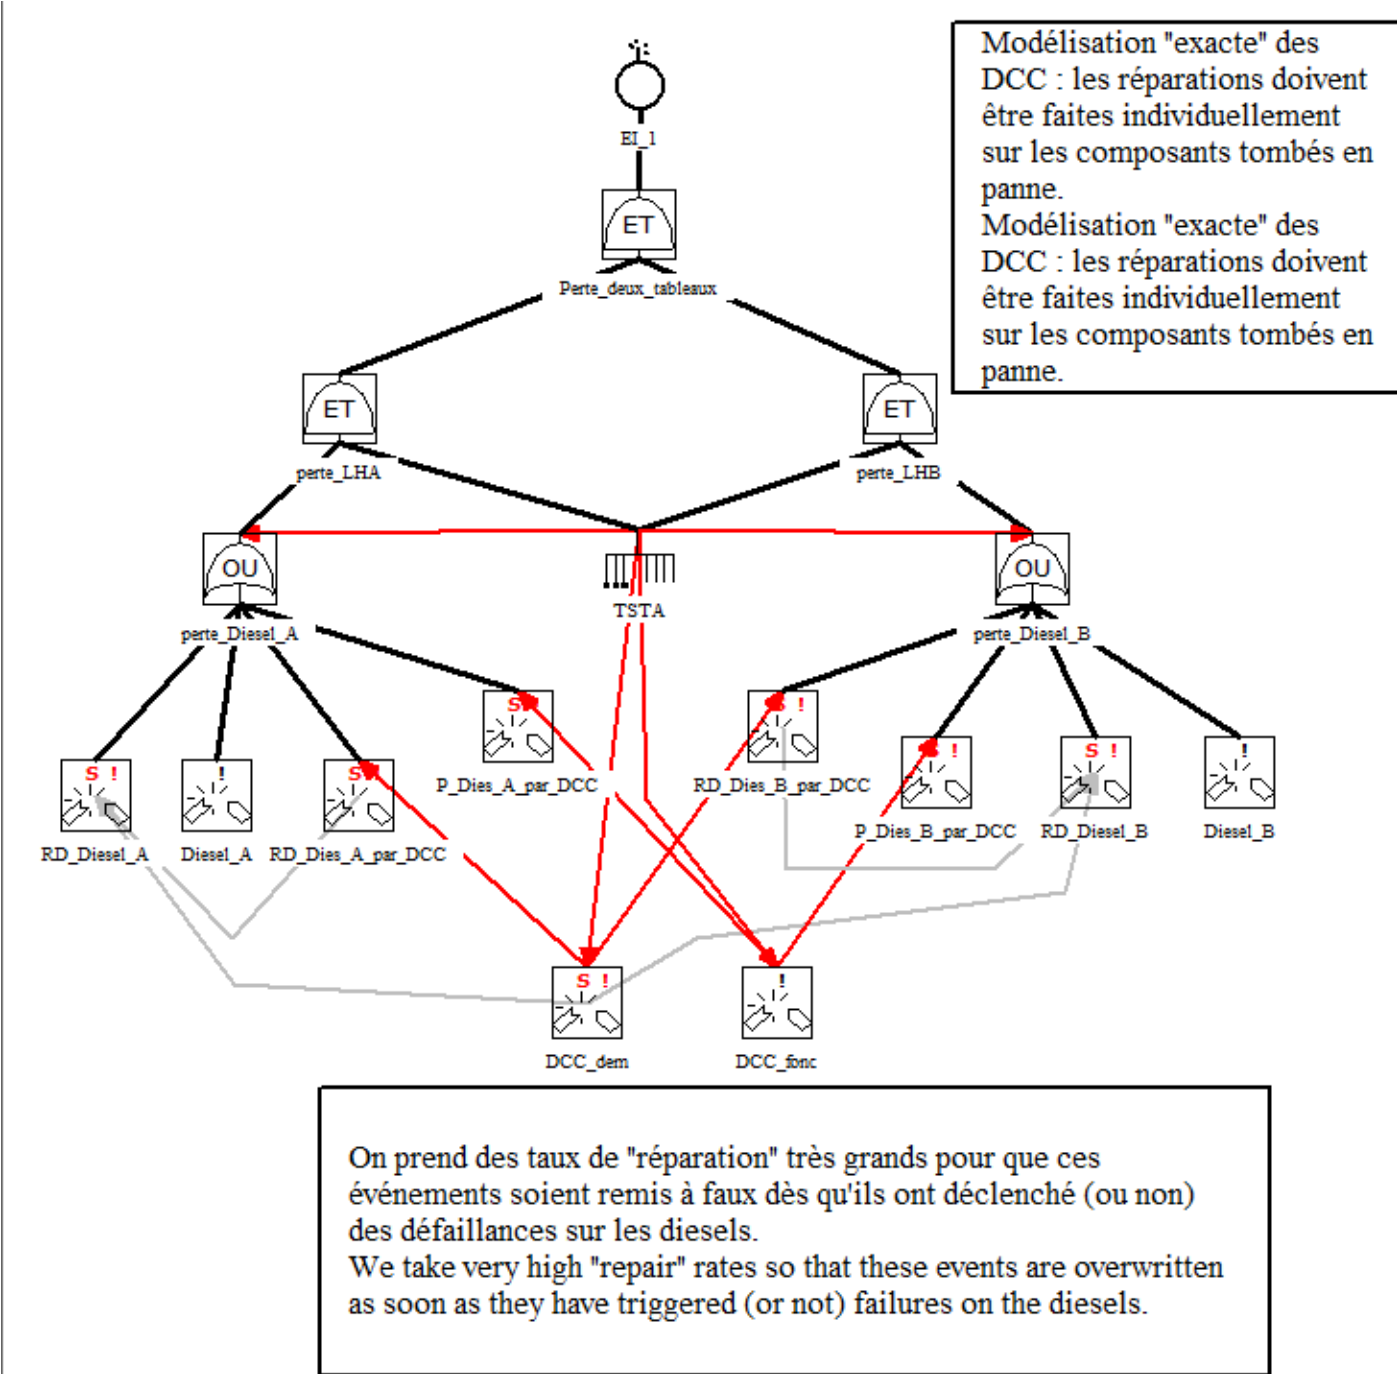 Modélisation "exacte" des
DCC : les réparations doivent
être faites individuellement
sur les composants tombés en
panne.
Modélisation "exacte" des
DCC : les réparations doivent
être faites individuellement
sur les composants tombés en
panne.
EI_1
ET
Perte_deux_tableaux
ET
ET
perte_LHA
perte_LHB
OU
OU
TSTA
perte_Diesel_A
perte_Diesel_B
S !
S !
P_Dies_A_par_DCC
RD_Dies_B_par_DCC
S !
!
S !
S !
S !
!
P_Dies_B_par_DCC
RD_Diesel_B
Diesel_B
RD_Diesel_A
Diesel_A
RD_Dies_A_par_DCC
S !
!
DCC_dem
DCC_fonc
On prend des taux de "réparation" très grands pour que ces
événements soient remis à faux dès qu'ils ont déclenché (ou non)
des défaillances sur les diesels.
We take very high "repair" rates so that these events are overwritten
as soon as they have triggered (or not) failures on the diesels.